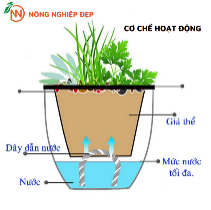 NÔNG NGHIỆP ĐẸP
CƠ CHẾ HOẠT ĐỘNG
Giá thể
Dây dẫn nước
Mức nước
tối đa.
Nước